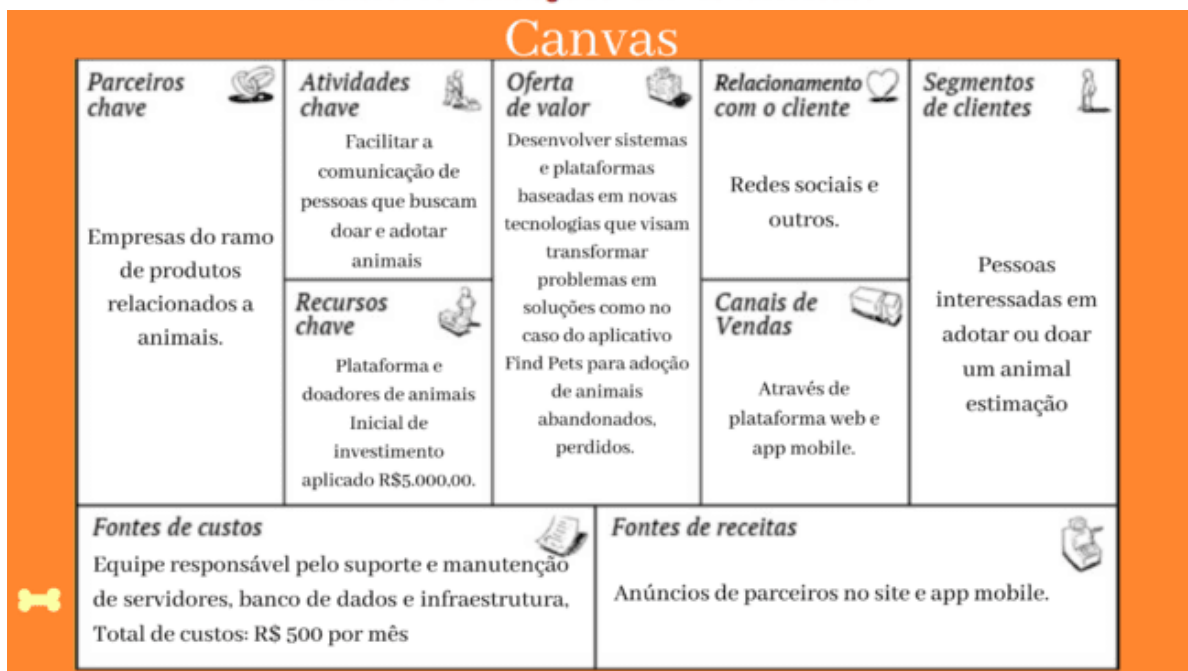 Canvas
Parceiros
chave
Empresas do ramo
de produtos
relacionados a
animais.
Atividades
chave
Facilitar a
comunicação de
pessoas que buscam
doar e adotar
animais
Recursos
chave
Plataforma e
doadores de animais
Inicial de
investimento
aplicado R$5.000,00.
Oferta
de valor
Desenvolver sistemas
e plataformas
baseadas em novas
tecnologias que visam
transformar
problemas em
soluções como no
caso do aplicativo
Find Pets para adoção
de animais
abandonados,
perdidos.
Relacionamento
com o cliente
Redes sociais e
outros.
Canais de
Vendas
Através de
plataforma web e
app mobile.
Segmentos
de clientes
Pessoas
interessadas em
adotar ou doar
um animal
estimação
Fontes de custos
Equipe responsável pelo suporte e manutenção
de servidores, banco de dados e infraestrutura,
Total de custos: R$ 500 por mês
Fontes de receitas
Anúncios de parceiros no site e app mobile.